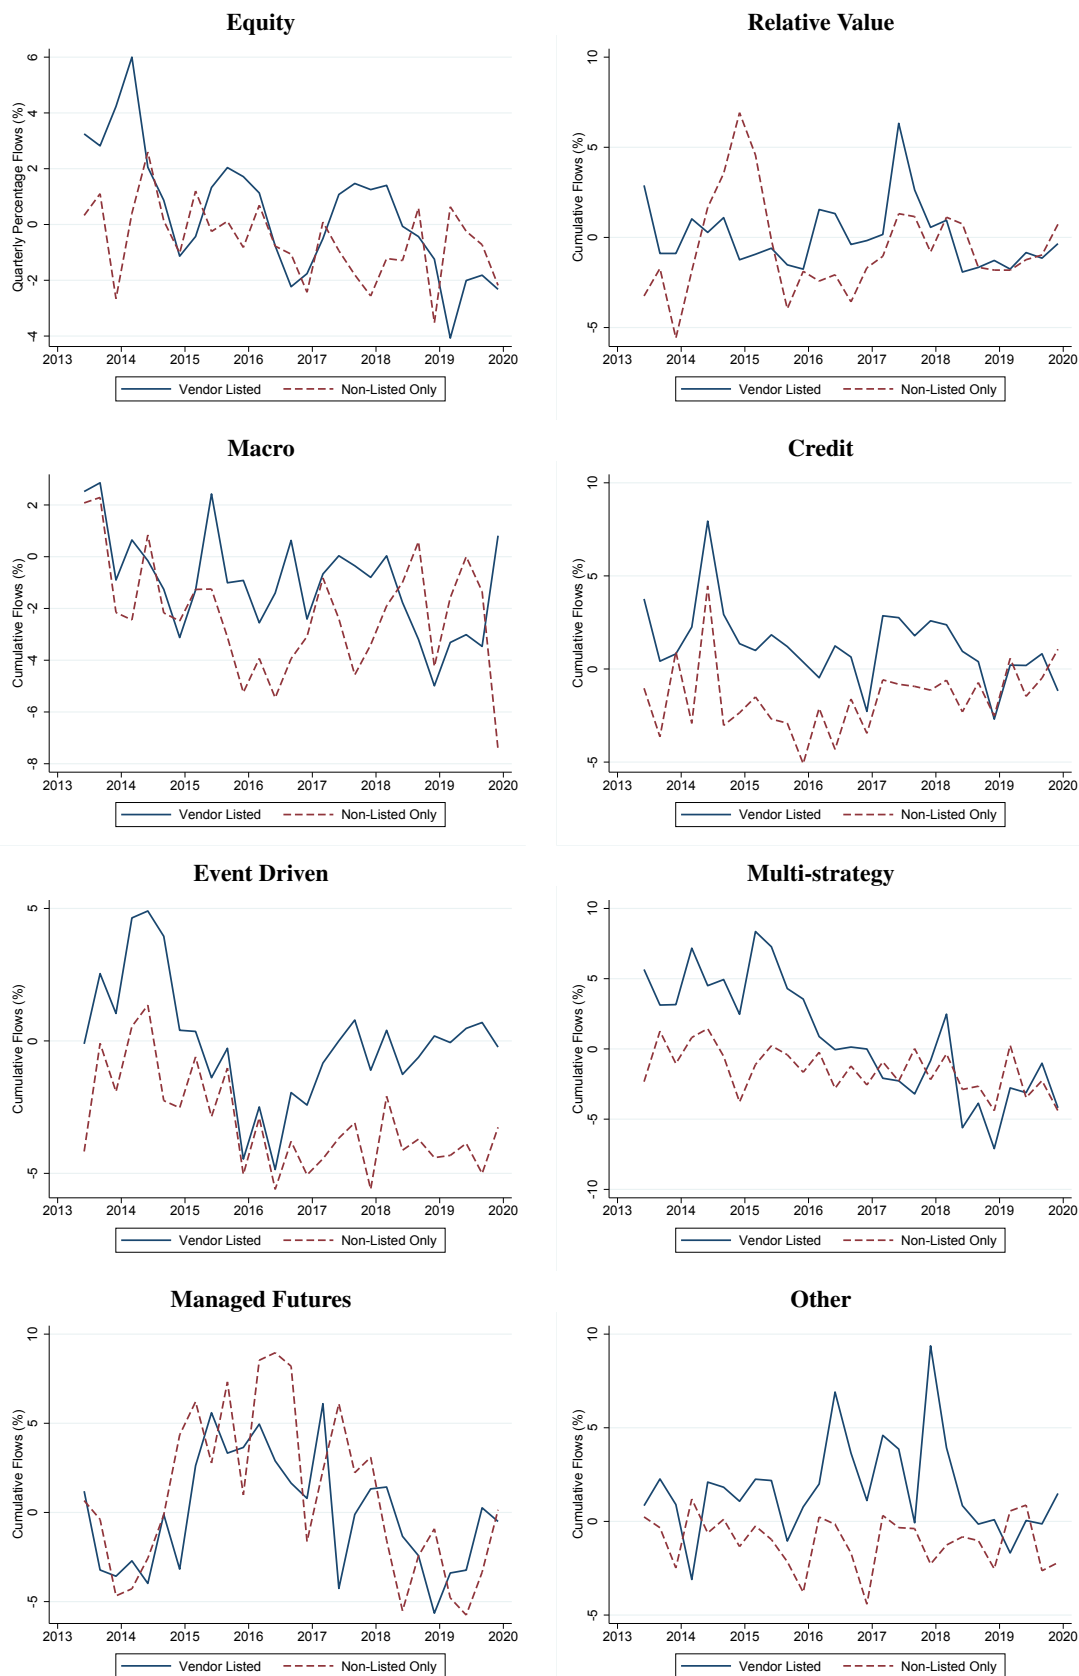 Equity
Quarterly Percentage Flows (%)
6
4
2
0
-2
-4
2013 2014 2015 2016 2017 2018 2019 2020
Vendor Listed Non-Listed Only
Relative Value
Cumulative Flows (%)
10
5
0
-5
2013 2014 2015 2016 2017 2018 2019 2020
Vendor Listed Non-Listed Only
Macro
Cumulative Flows (%)
2
0
-2
-4
-6
-8
2013 2014 2015 2016 2017 2018 2019 2020
Vendor Listed Non-Listed Only
Credit
Cumulative Flows (%)
10
5
0
-5
2013 2014 2015 2016 2017 2018 2019 2020
Vendor Listed Non-Listed Only
Event Driven
Cumulative Flows (%)
5
0
-5
2013 2014 2015 2016 2017 2018 2019 2020
Vendor Listed Non-Listed Only
Multi-strategy
Cumulative Flows (%)
10
5
0
-5
-10
2013 2014 2015 2016 2017 2018 2019 2020
Vendor Listed Non-Listed Only
Managed Futures
Cumulative Flows (%)
10
5
0
-5
2013 2014 2015 2016 2017 2018 2019 2020
Vendor Listed Non-Listed Only
Other
Cumulative Flows (%)
10
5
0
-5
2013 2014 2015 2016 2017 2018 2019 2020
Vendor Listed Non-Listed Only